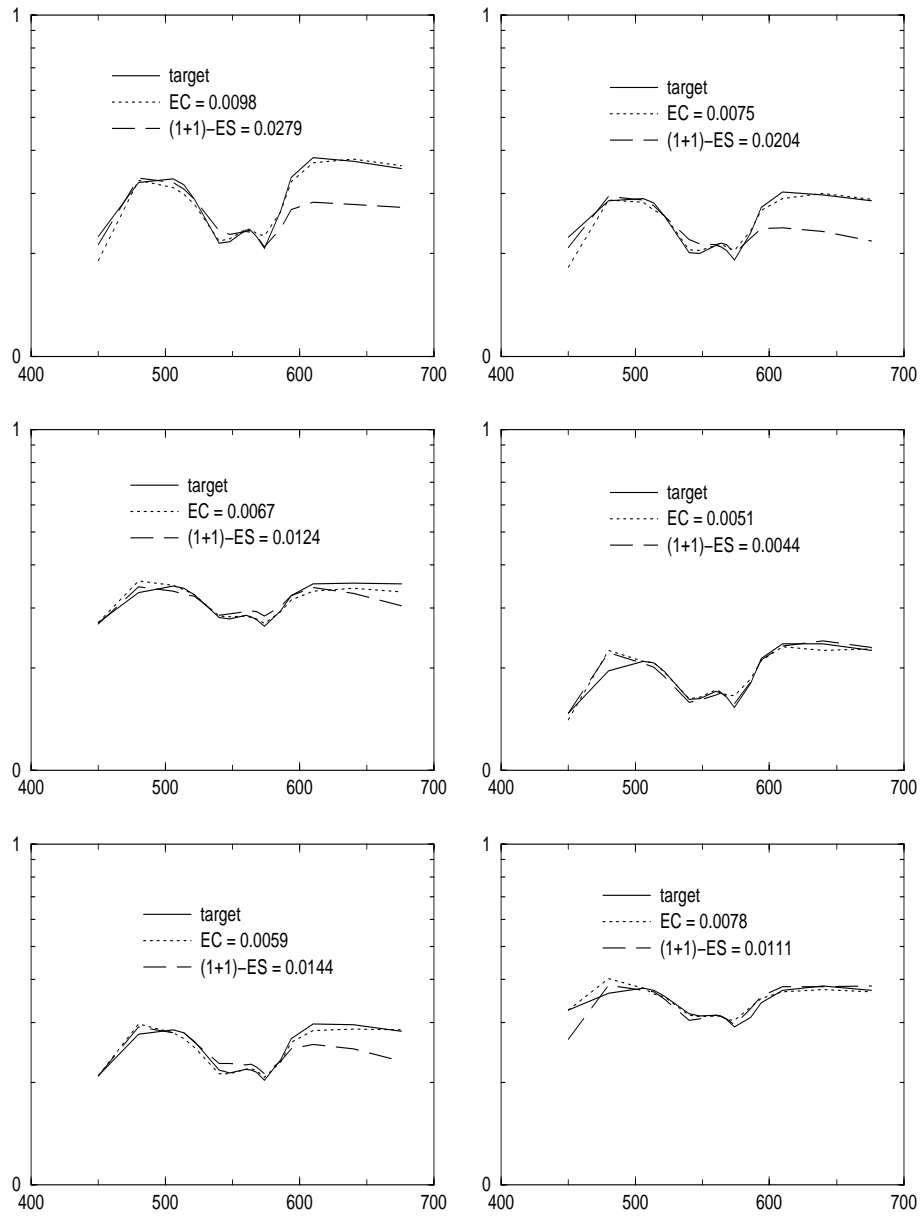 1
target
EC = 0.0098
(1+1)−ES = 0.0279
0
400 500 600 700
1
target
EC = 0.0075
(1+1)−ES = 0.0204
0
400 500 600 700
1
target
EC = 0.0067
(1+1)−ES = 0.0124
0
400 500 600 700
1
target
EC = 0.0051
(1+1)−ES = 0.0044
0
400 500 600 700
1
target
EC = 0.0059
(1+1)−ES = 0.0144
0
400 500 600 700
1
target
EC = 0.0078
(1+1)−ES = 0.0111
0
400 500 600 700